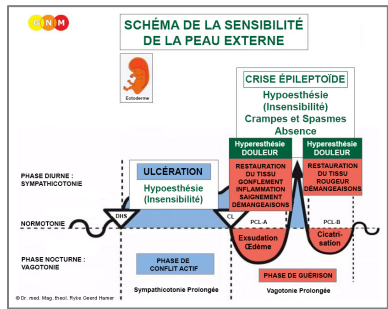 GNM
SCHÉMA DE LA SENSIBILITÉ
DE LA PEAU EXTERNE
Ectoderme
CRISE ÉPILEPTOÏDE
Hypoesthésie
(Insensibilité)
Crampes et Spasmes
Absence
Hyperesthésie
DOULEUR
RESTAURATION
DU TISSU
GONFLEMENT
INFLAMMATION
SAIGNEMENT
DÉMANGEAISONS
Hyperesthésie
DOULEUR
RESTAURATION
DU TISSU
ROUGEUR
DÉMANGEAISONS
ULCÉRATION
Hypoesthésie
(Insensibilité)
PHASE DIURNE :
SYMPATHICOTONIE
NORMOTONIE
DHS
CL
PCL-A
PCL-B
Exsudation
Œdème
Cicatri-
sation
PHASE NOCTURNE :
VAGOTONIE
PHASE DE
CONFLIT ACTIF
PHASE DE GUÉRISON
Sympathicotonie Prolongée
Vagotonie Prolongée
© Dr. med. Mag. theol. Ryke Geerd Hamer